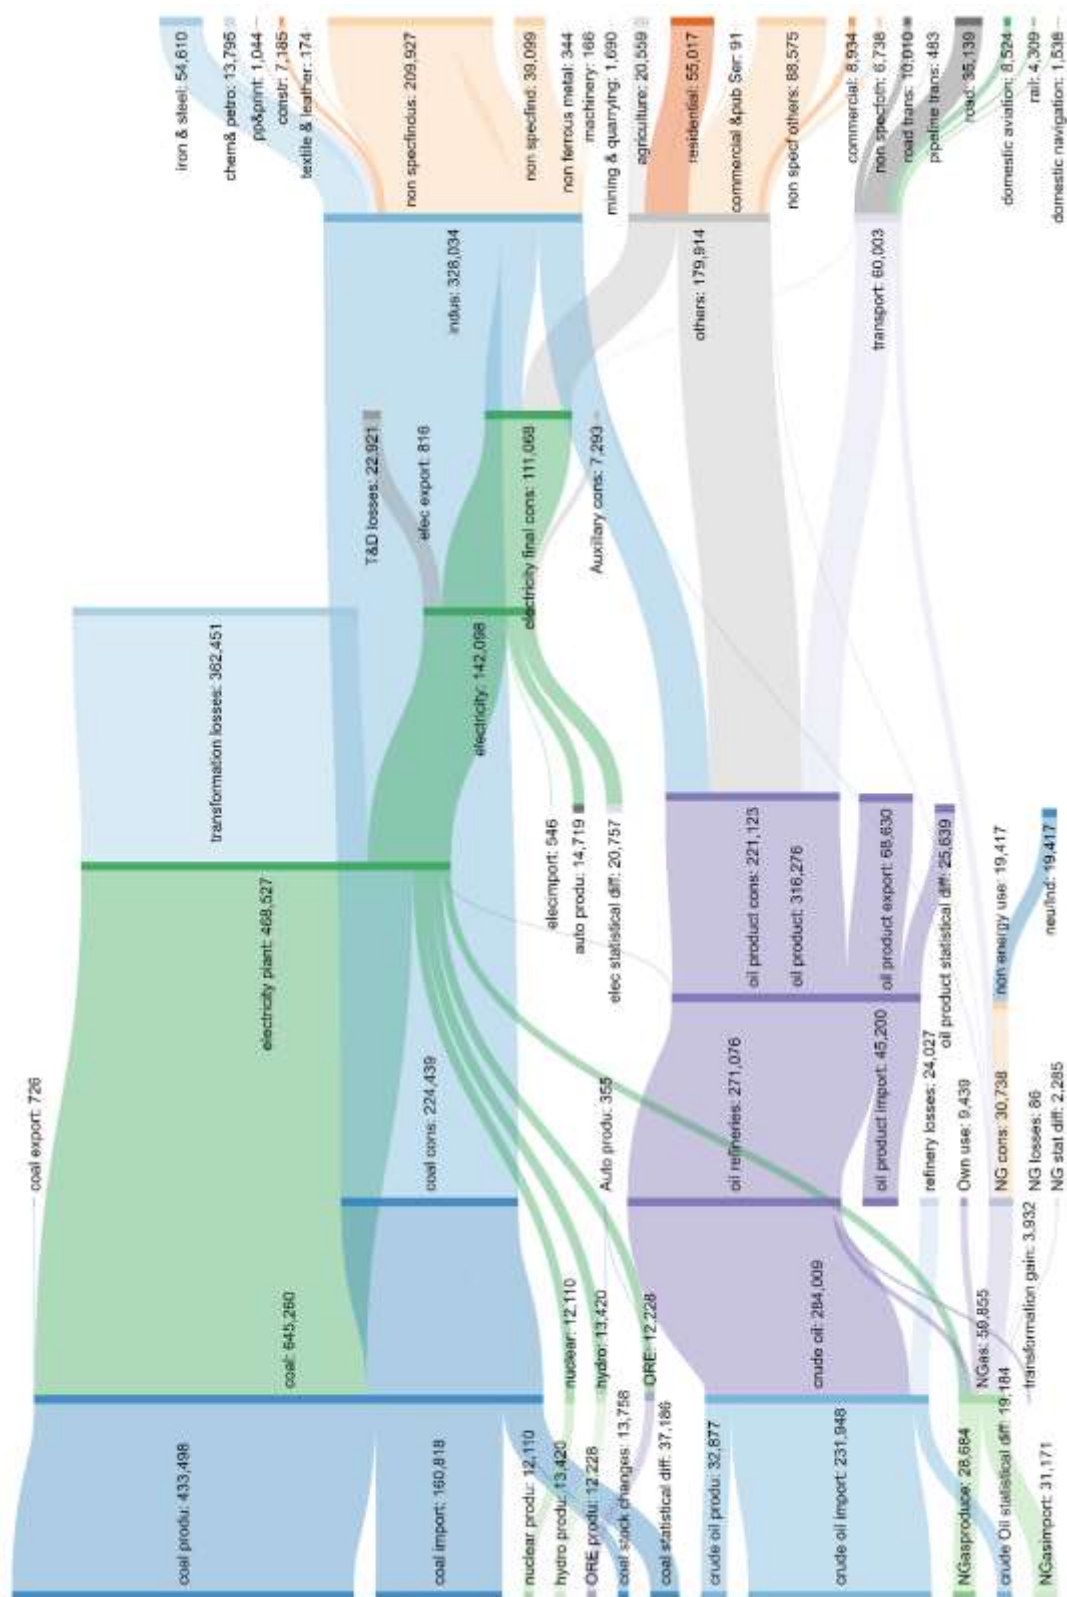 coal produ: 433,498
coal import: 160,818
nuclear produ: 12,110
hydro produ: 13,420
ORE produ: 12,228
coal stock changes: 13,758
coal statistical diff: 37,186
crude oil produ: 32,877
crude oil import: 231,948
NGasproduce: 28,684
crude Oil statistical diff: 19,184
NGasimport: 31,171
coal: 645,260
nuclear: 12,110
hydro: 13,420
ORE: 12,228
crude oil: 284,009
NGas: 59,855
transformation gain: 3,932
coal export: 726
coal cons: 224,439
Auto produ: 355
oil refineries: 271,076
oil product import: 45,200
refinery losses: 24,027
Own use: 9,439
NG cons: 30,738
NG losses: 86
NG stat diff: 2,285
electricity plant: 468,527
oil product: 316,276
non energy use: 19,417
transformation losses: 362,451
elecimport: 546
auto produ: 14,719
elec statistical diff: 20,757
oil product cons: 221,123
oil product export: 68,630
oil product statistical diff: 25,639
neu/ind: 19,417
electricity: 142,098
T&D losses: 22,921
elec export: 816
electricity final cons: 111,068
Auxillary cons: 7,293
indus: 328,034
others: 179,914
transport: 60,003
iron & steel: 54,610
chem& petro: 13,795
pp&print: 1,044
constr: 7,185
textile & leather: 174
non specfindus: 209,927
non specfind: 39,099
non ferrous metal: 344
machinery: 166
mining & quarrying: 1,690
agriculture: 20,559
residential: 55,017
commercial &pub Ser: 91
non specf others: 88,575
commercial: 8,934
non specfoth: 6,738
road trans: 10,010
pipeline trans: 483
road: 35,139
domestic aviation: 8,524
rail: 4,309
domestic navigation: 1,538